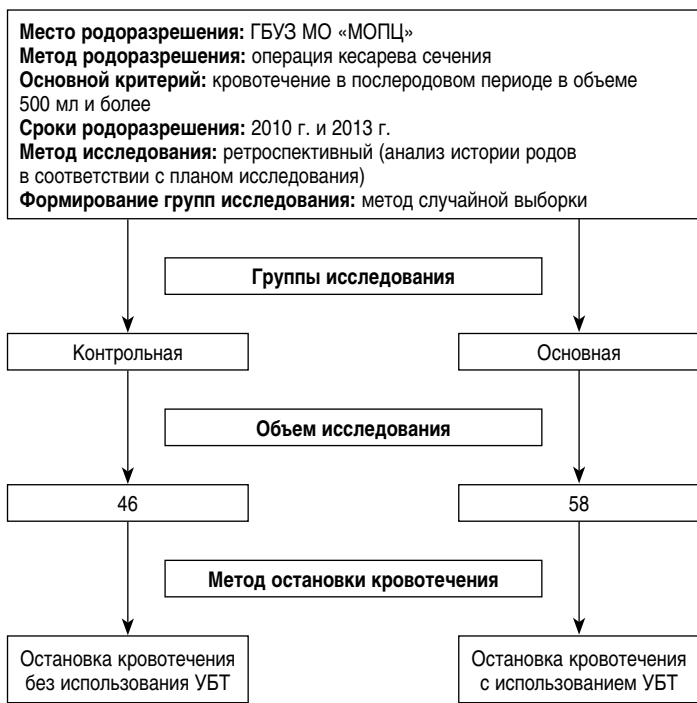 Место родоразрешения: ГБУЗ МО «МОПЦ»
Метод родоразрешения: операция кесарева сечения
Основной критерий: кровотечение в послеродовом периоде в объеме
500 мл и более
Сроки родоразрешения: 2010 г. и 2013 г.
Метод исследования: ретроспективный (анализ истории родов
в соответствии с планом исследования)
Формирование групп исследования: метод случайной выборки
Группы исследования
Контрольная
Основная
Объем исследования
46
58
Метод остановки кровотечения
Остановка кровотечения
без использования УБТ
Остановка кровотечения
с использованием УБТ